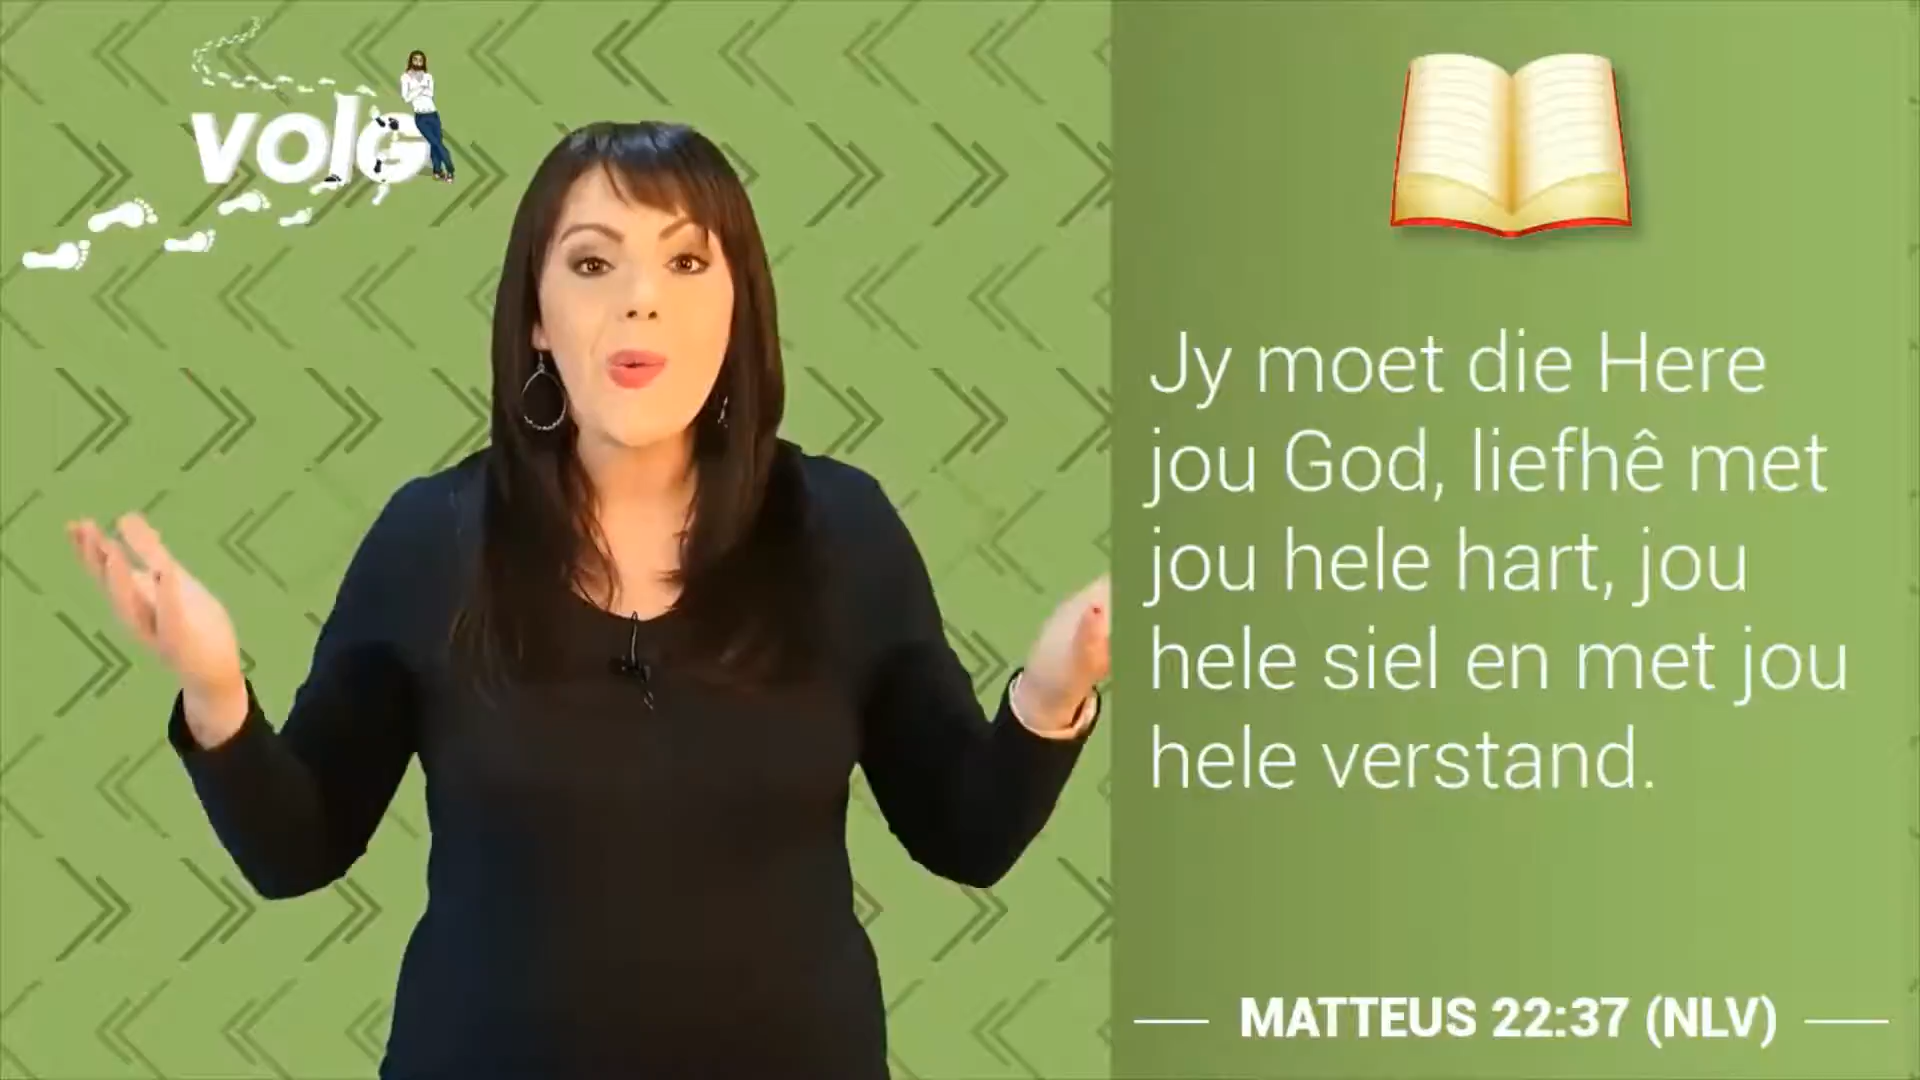 volG
Jy moet die Here
jou God, liefhê met
jou hele hart, jou
hele siel en met jou
hele verstand.
MATTEUS 22:37 (NLV)